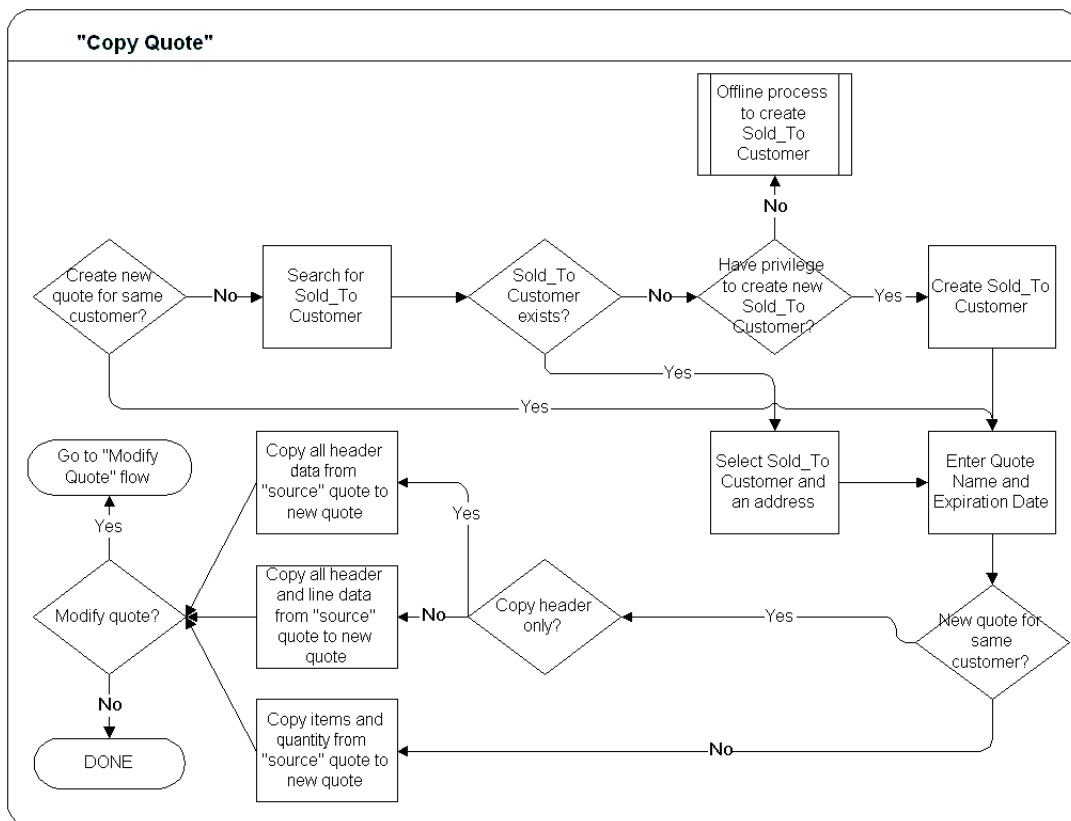 "Copy Quote"
Offline process
to create
Sold_To
Customer
No
Create new
quote for same
customer?
No
Search for
Sold_To
Customer
Sold_To
Customer
exists?
No
Have privilege
to create new
Sold_To
Customer?
Yes
Create Sold_To
Customer
Yes
Yes
Go to "Modify
Quote" flow
Copy all header
data from
"source" quote to
new quote
Select Sold_To
Customer and
an address
Enter Quote
Name and
Expiration Date
Yes
Yes
Modify quote?
Copy all header
and line data
from "source"
quote to new
quote
No
Copy header
only?
Yes
New quote for
same
customer?
No
Copy items and
quantity from
"source" quote to
new quote
No
DONE